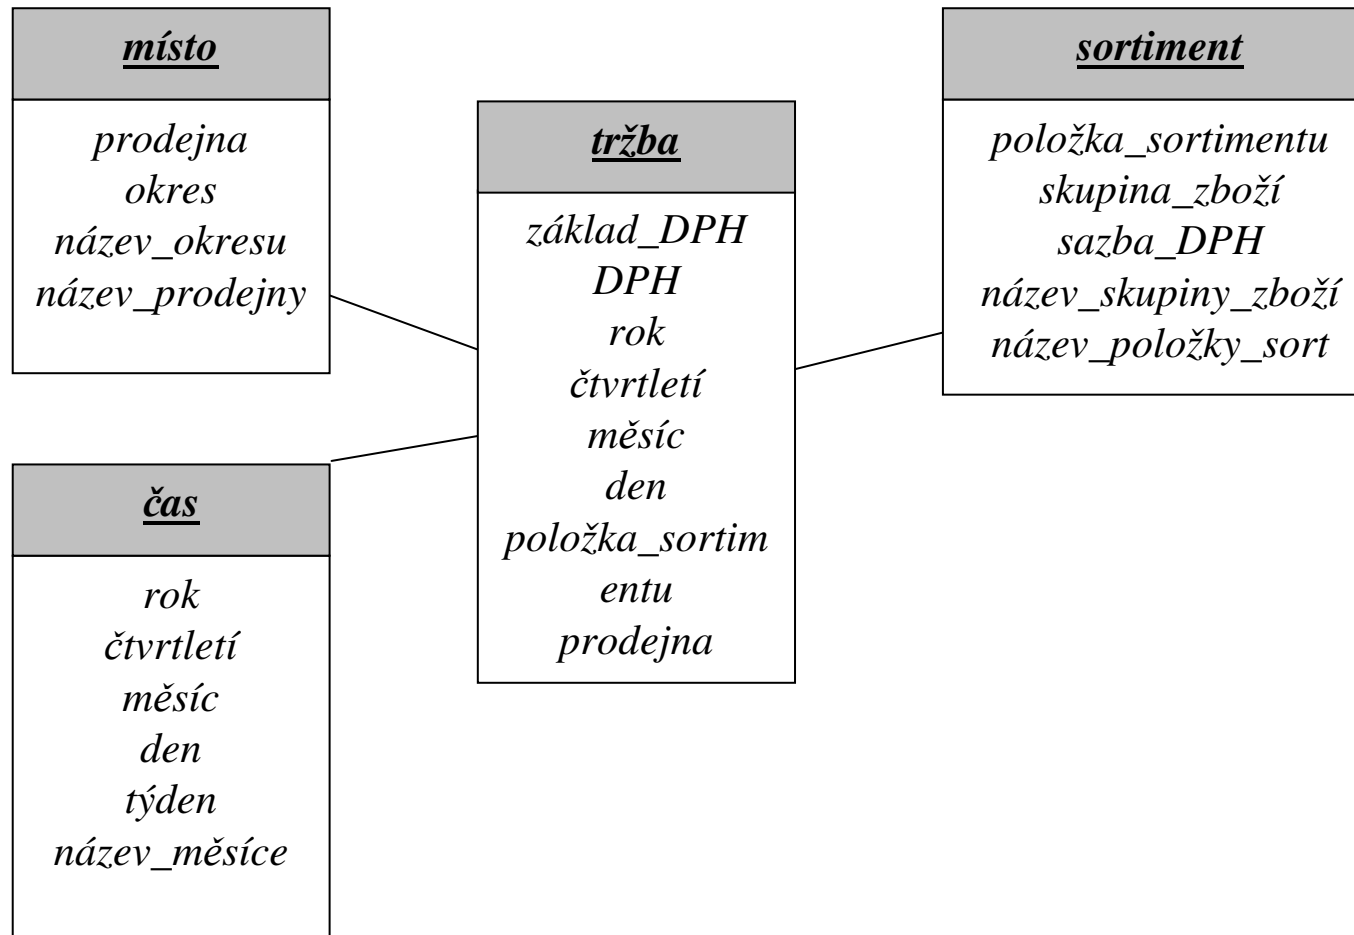 místo
prodejna
okres
název_okresu
název_prodejny
čas
rok
čtvrtletí
měsíc
den
týden
název_měsíce
tržba
základ_DPH
DPH
rok
čtvrtletí
měsíc
den
položka_sortim
entu
prodejna
sortiment
položka_sortimentu
skupina_zboží
sazba_DPH
název_skupiny_zboží
název_položky_sort